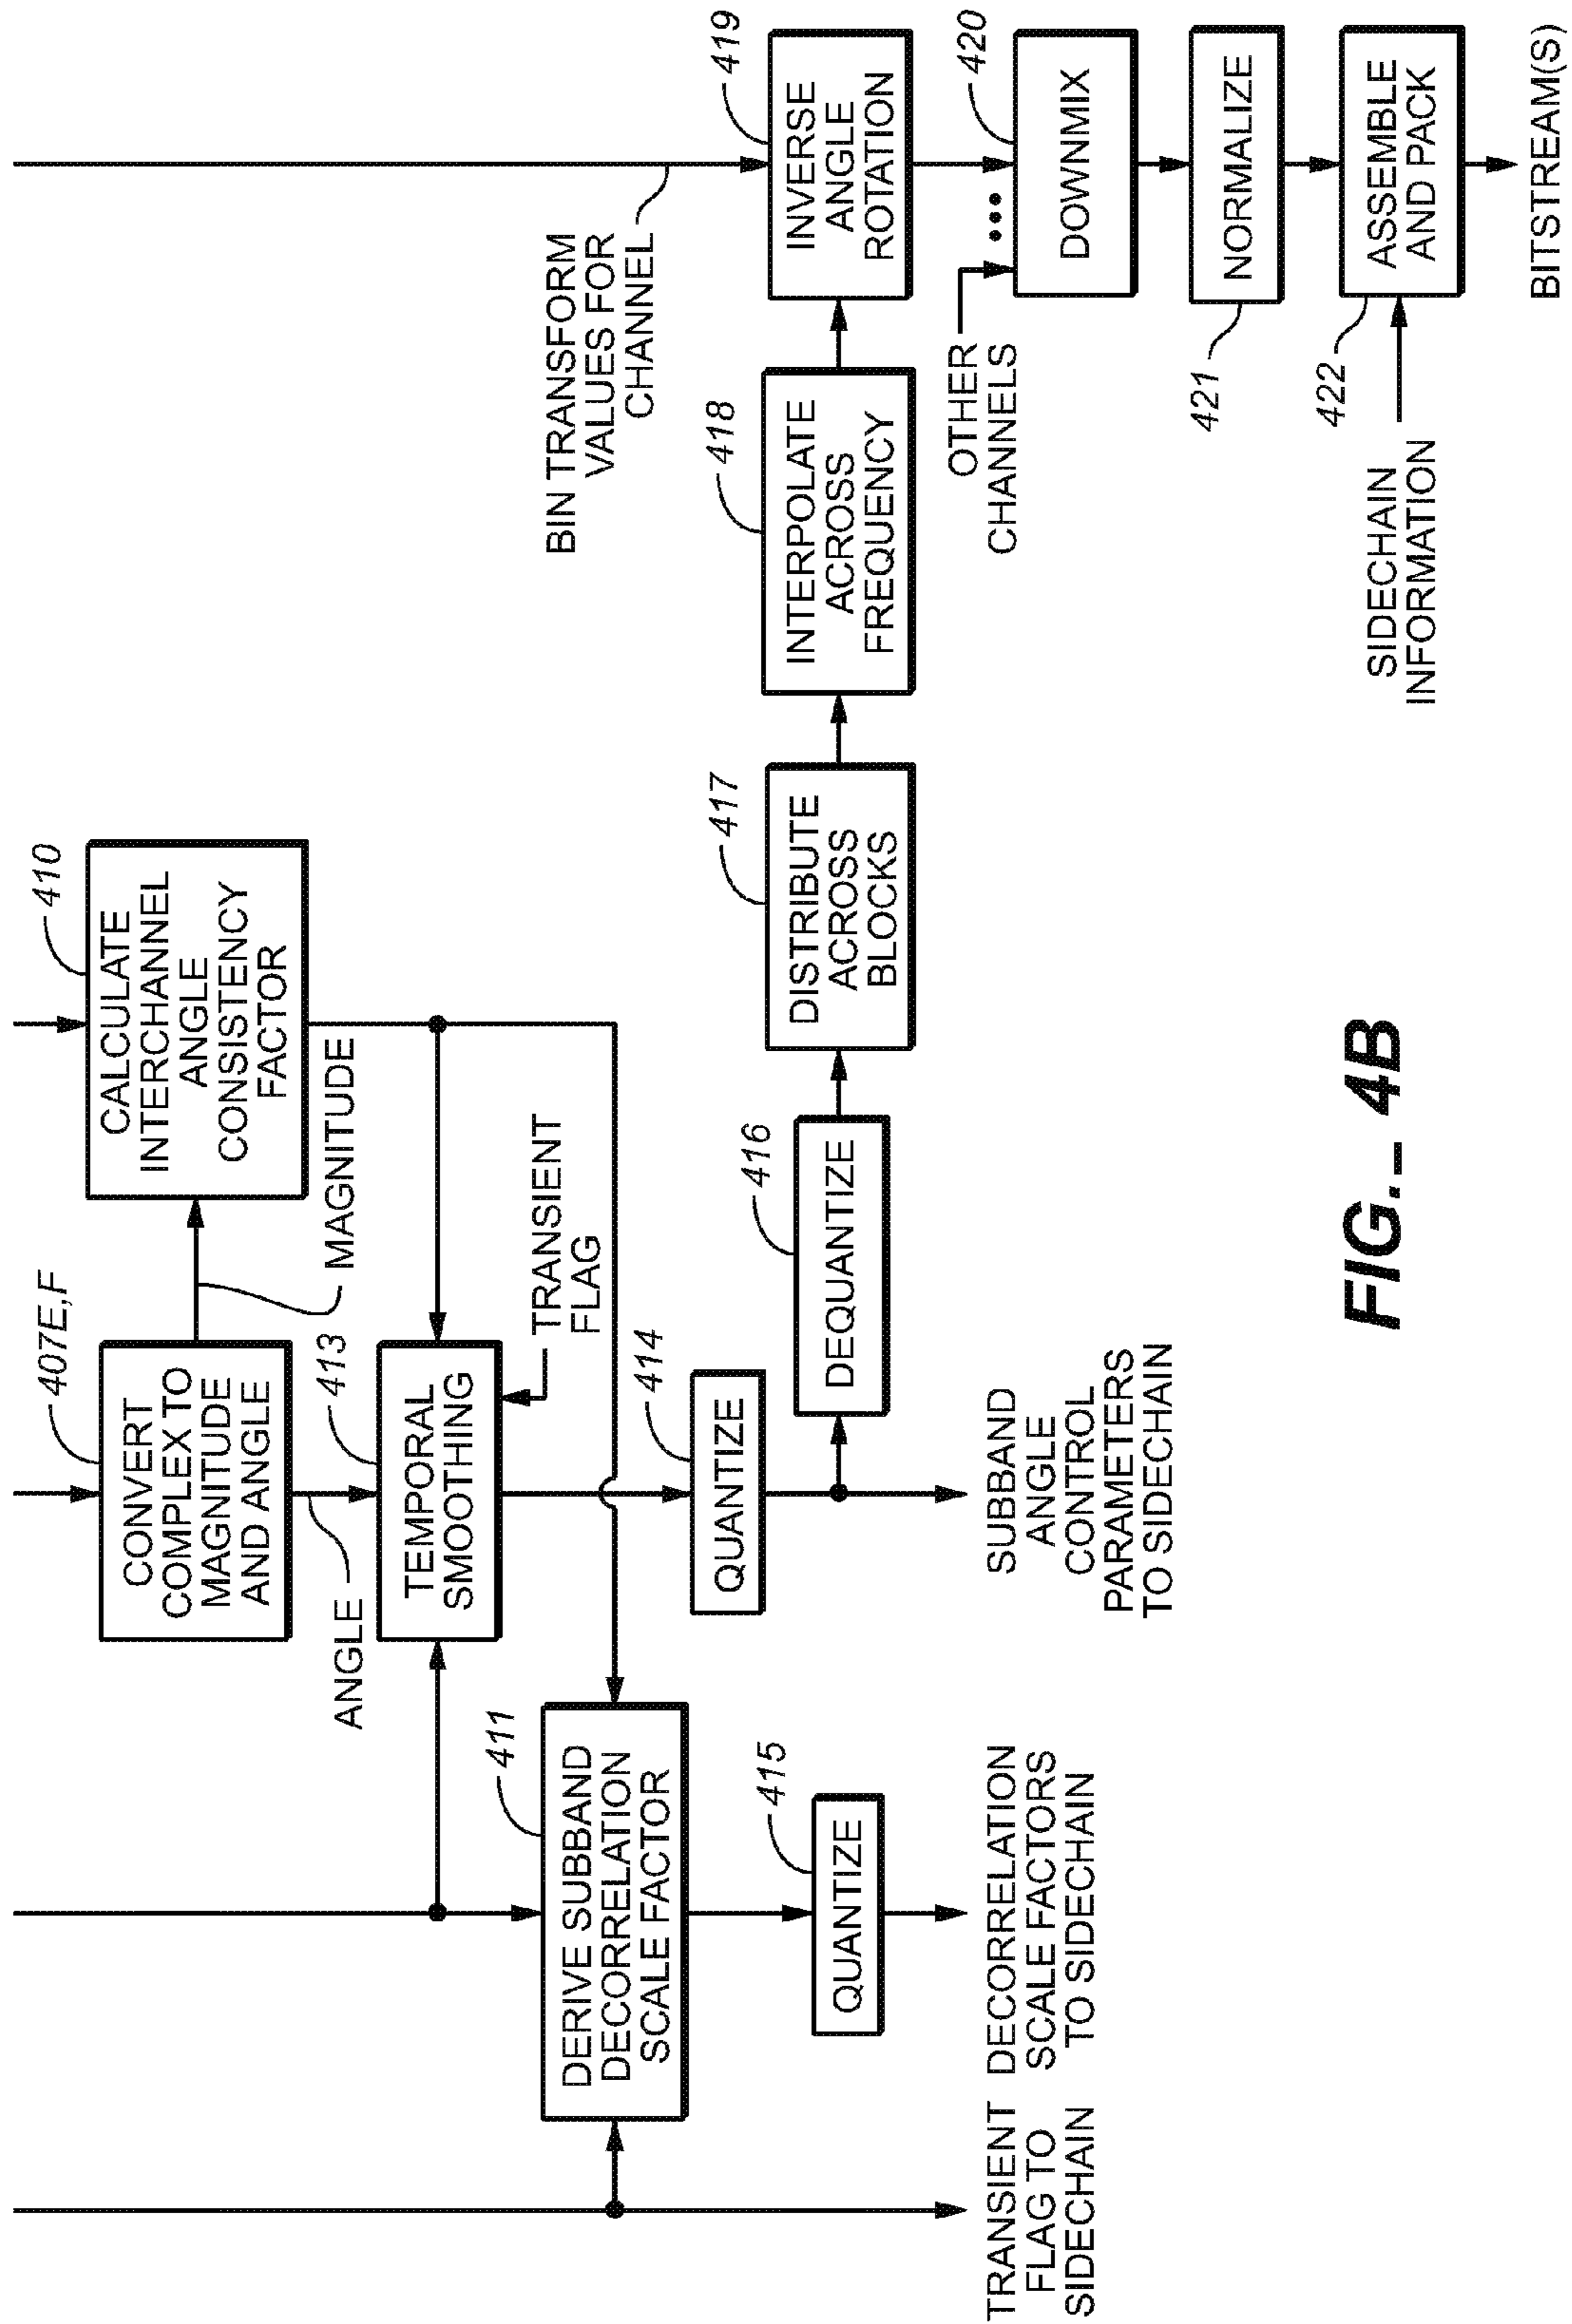 407E,F
CONVERT
COMPLEX TO
MAGNITUDE
AND ANGLE
410
CALCULATE
INTERCHANNEL
ANGLE
CONSISTENCY
FACTOR
MAGNITUDE
ANGLE
413
TEMPORAL
SMOOTHING
TRANSIENT
FLAG
411
DERIVE SUBBAND
DECORRELATION
SCALE FACTOR
414
QUANTIZE
415
QUANTIZE
416
DEQUANTIZE
417
DISTRIBUTE
ACROSS
BLOCKS
418
INTERPOLATE
ACROSS
FREQUENCY
BIN TRANSFORM
VALUES FOR
CHANNEL
419
INVERSE
ANGLE
ROTATION
OTHER
CHANNELS
420
DOWNMIX
421
NORMALIZE
422
ASSEMBLE
AND PACK
SIDECHAIN
INFORMATION
BITSTREAM(S)
TRANSIENT
FLAG TO
SIDECHAIN
DECORRELATION
SCALE FACTORS
TO SIDECHAIN
SUBBAND
ANGLE
CONTROL
PARAMETERS
TO SIDECHAIN
FIG._ 4B